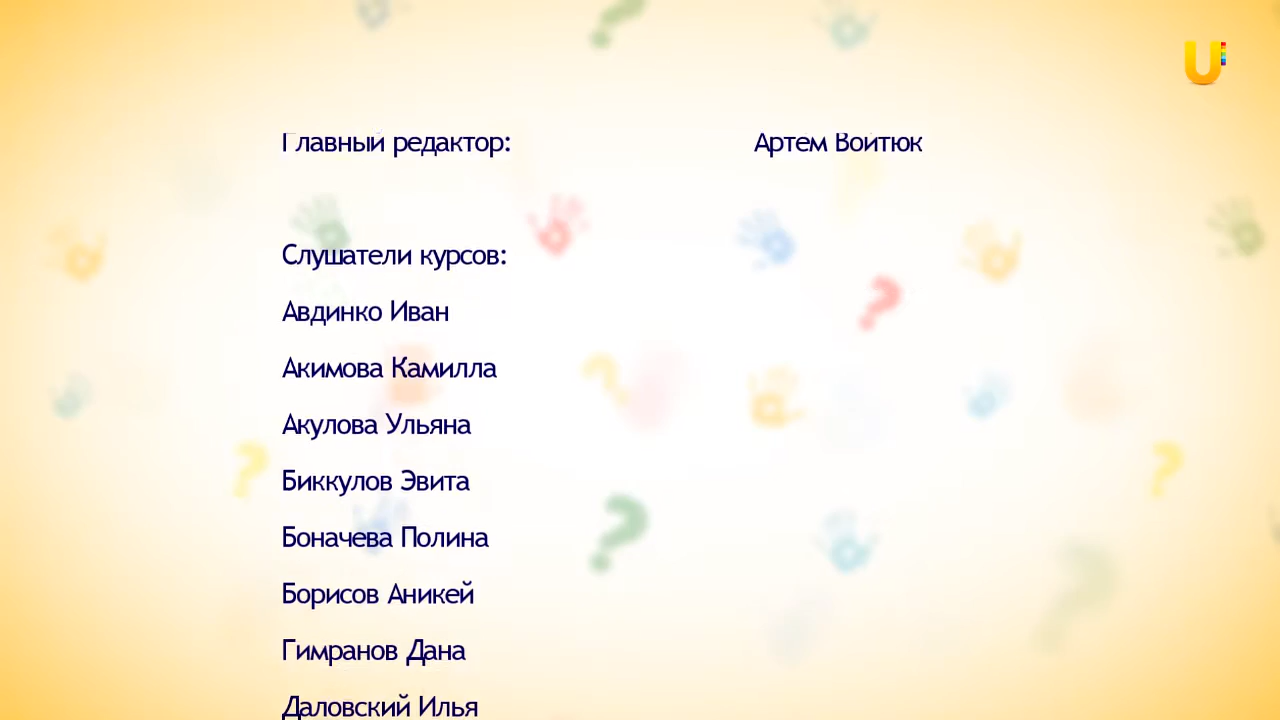 Главный редактор: Артем Войтюк
Слушатели курсов:
Авдинко Иван
Акимова Камилла
Акулова Ульяна
Биккулов Эвита
Боначева Полина
Борисов Аникей
Гимранов Дана
Даловский Илья
U